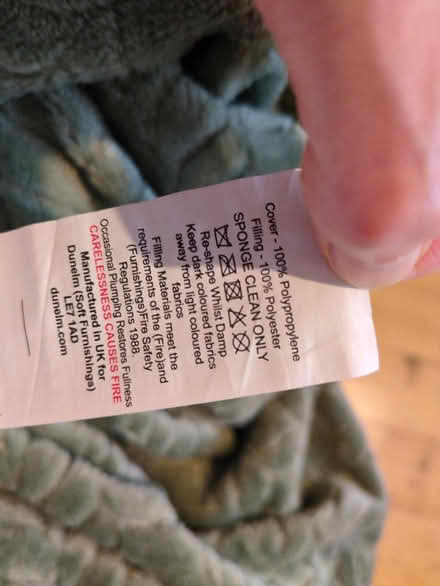 Cover - 100% Polypropylene
Filling - 100% Polyester
SPONGE CLEAN ONLY
Re-shape Whilst Damp
Keep dark coloured fabrics
away from light coloured
fabrics
Filling Materials meet the
requirements of the (Fire)and
(Furnishings)Fire Safety
Regulations 1988.
Occasional Plumping Restores Fullness
CARELESSNESS CAUSES FIRE
Manufactured in UK for
Dunelm (Soft Furnishings)
LE7 7AD
dunelm.com